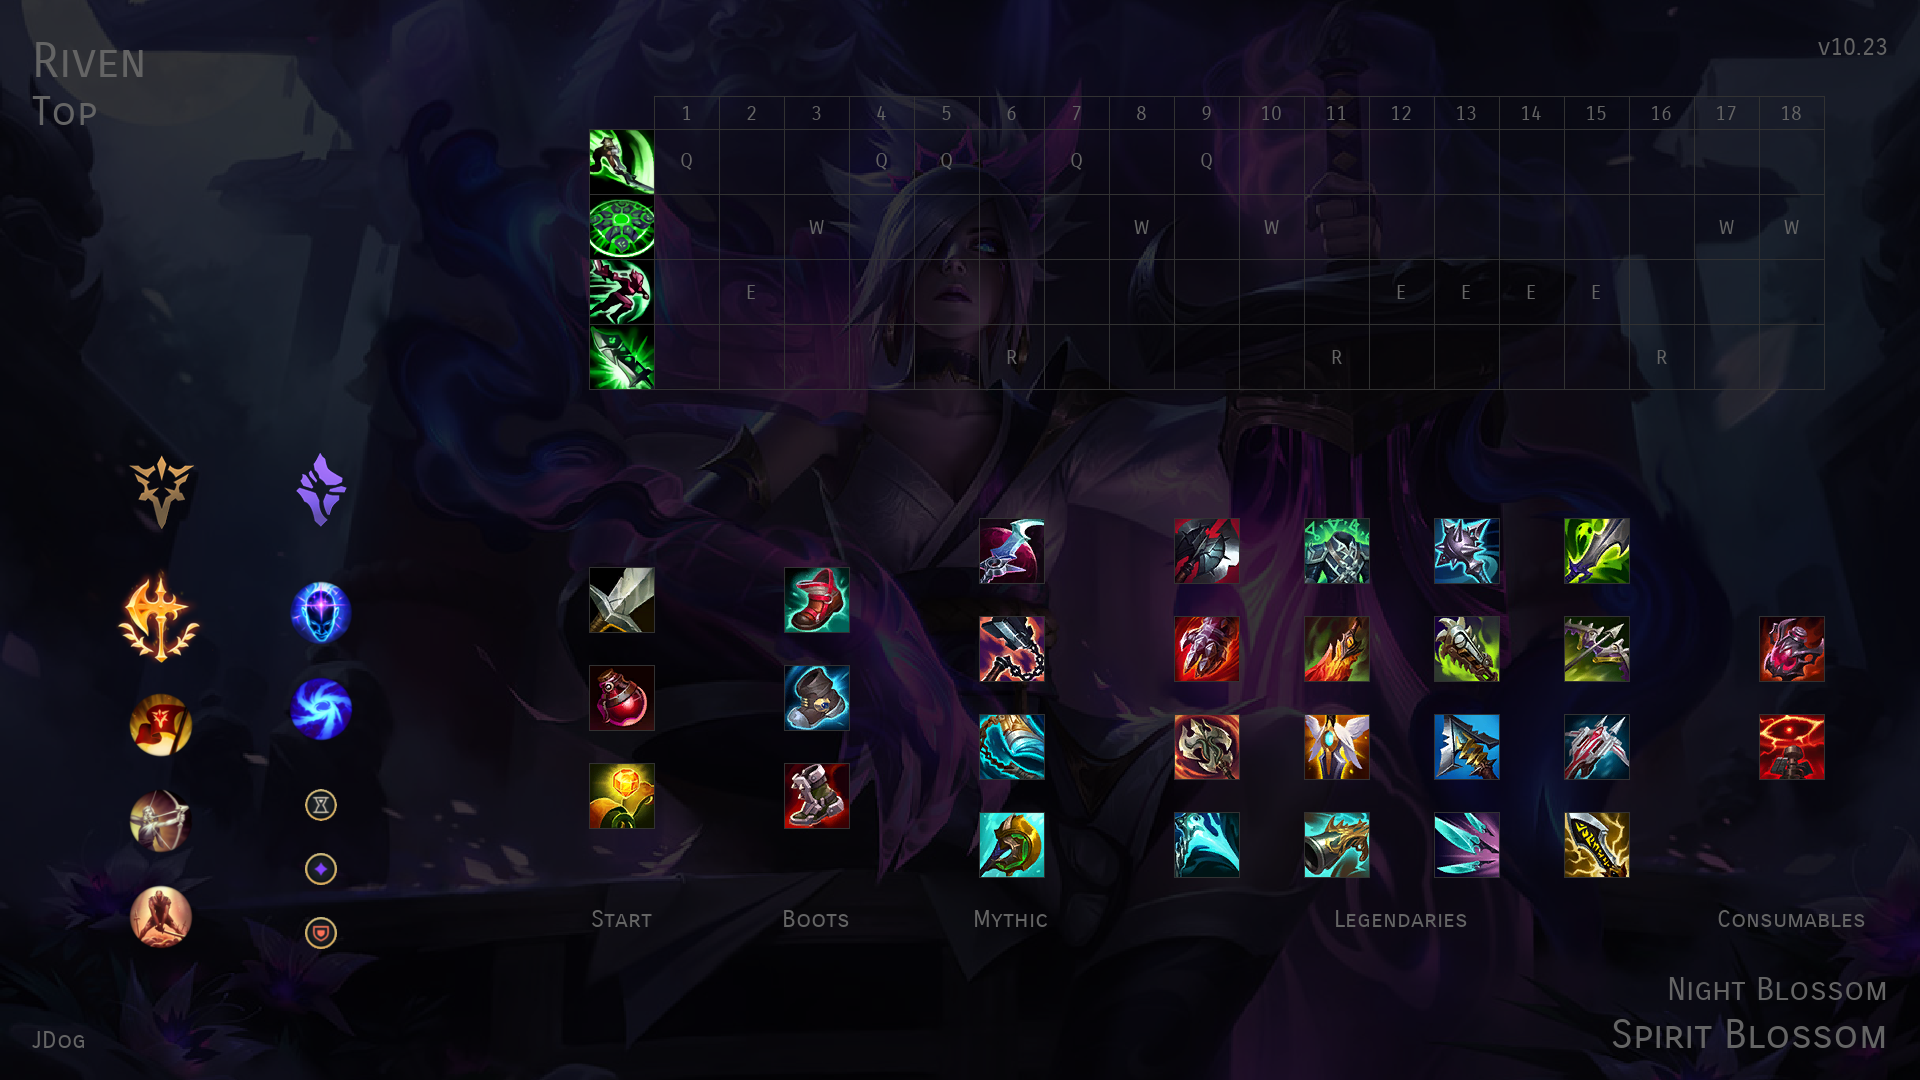 Riven
Top
v10.23
1 2 3 4 5 6 7 8 9 10 11 12 13 14 15 16 17 18
Q Q Q Q Q
W W W W W
E E E E E
R R R
Start Boots Mythic Legendaries Consumables
Night Blossom
Spirit Blossom
JDog